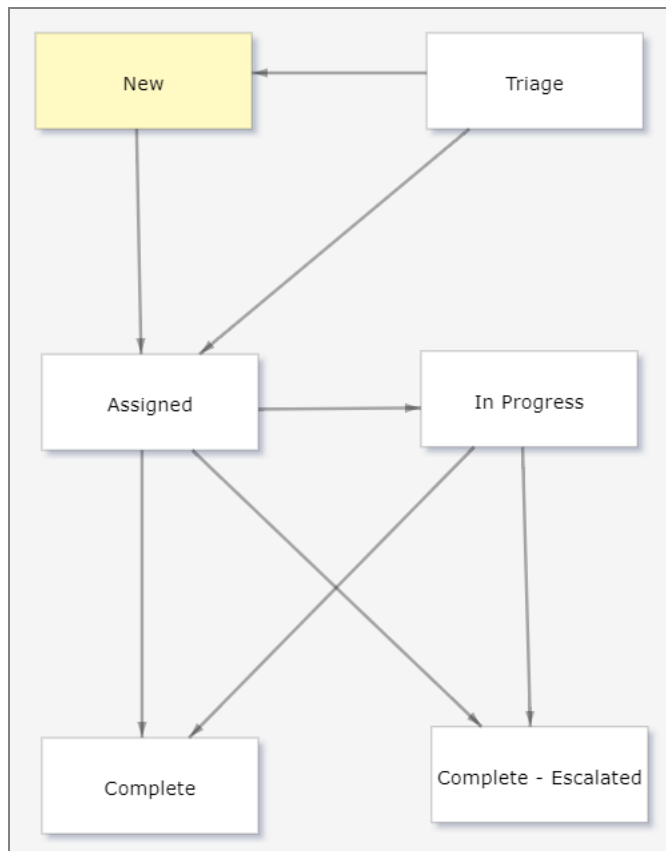 New
Triage
Assigned
In Progress
Complete
Complete - Escalated